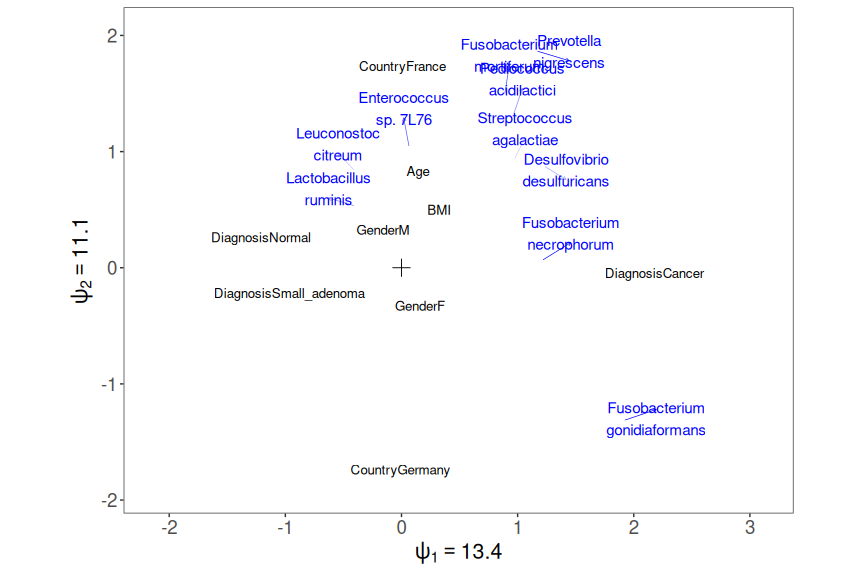 2
Fusobacterium
Prevotella
nigrescens
CountryFrance
mortiferum
Pediococcus
acidilactici
Enterococcus
sp. 7L76
Streptococcus
agalactiae
Leuconostoc
citreum
1
Desulfovibrio
desulfuricans
Lactobacillus
ruminis
Age
BMI
Fusobacterium
necrophorum
GenderM
DiagnosisNormal
0
DiagnosisCancer
DiagnosisSmall_adenoma
GenderF
ψ2 = 11.1
-1
Fusobacterium
gonidiaformans
CountryGermany
-2
-2 -1 0 1 2 3
ψ1 = 13.4